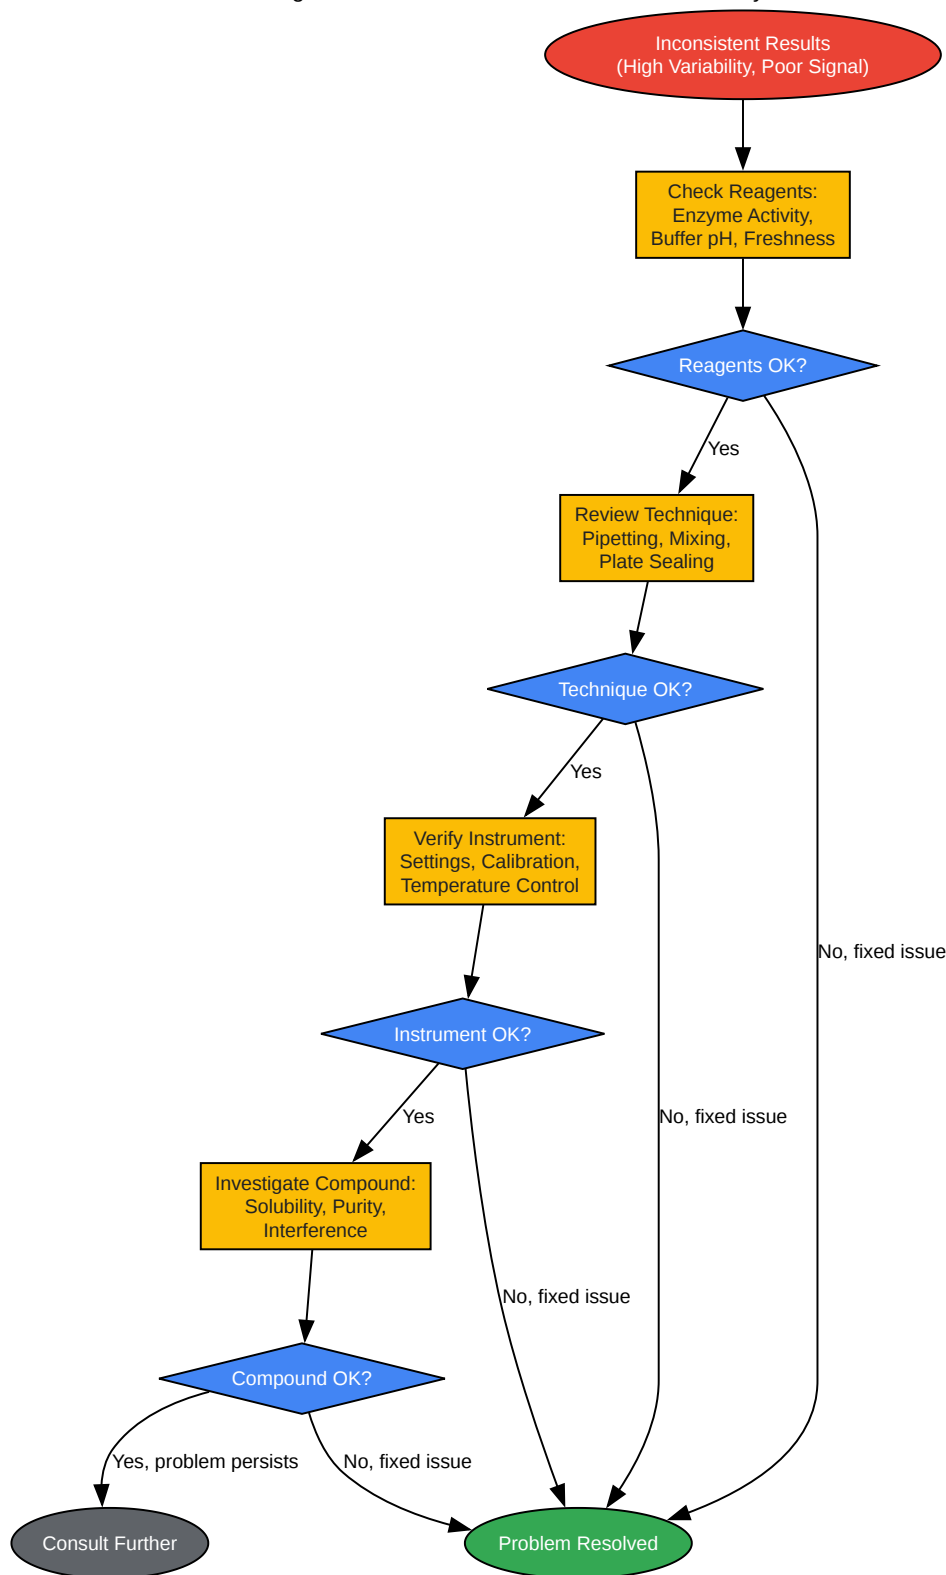 Inconsistent Results
(High Variability, Poor Signal)
Check Reagents:
Enzyme Activity,
Buffer pH, Freshness
Reagents OK?
Yes
Review Technique:
Pipetting, Mixing,
Plate Sealing
Technique OK?
Yes
Verify Instrument:
Settings, Calibration,
Temperature Control
No, fixed issue
Instrument OK?
Yes
No, fixed issue
Investigate Compound:
Solubility, Purity,
Interference
No, fixed issue
Compound OK?
Yes, problem persists
No, fixed issue
Consult Further
Problem Resolved